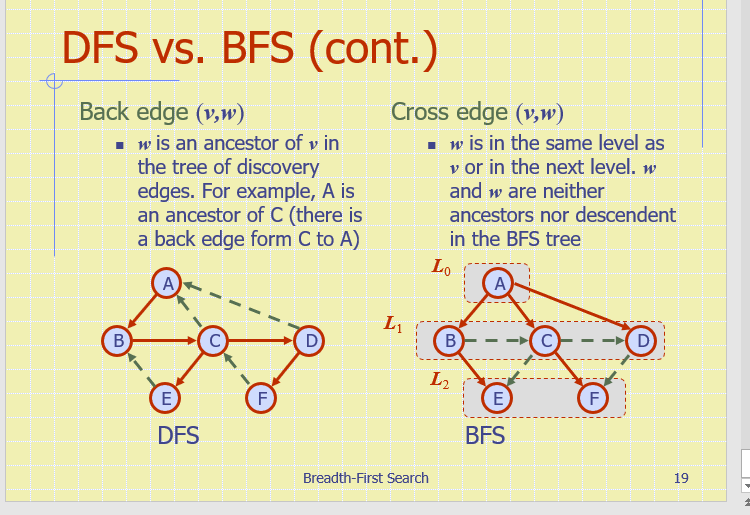 DFS vs. BFS (cont.)
Back edge (v,w)
w is an ancestor of v in
the tree of discovery
edges. For example, A is
an ancestor of C (there is
a back edge form C to A)
Cross edge (v,w)
w is in the same level as
v or in the next level. w
and w are neither
ancestors nor descendent
in the BFS tree
A
B
C
D
E
F
DFS
L0
A
L1
B
C
D
L2
E
F
BFS
Breadth-First Search
19